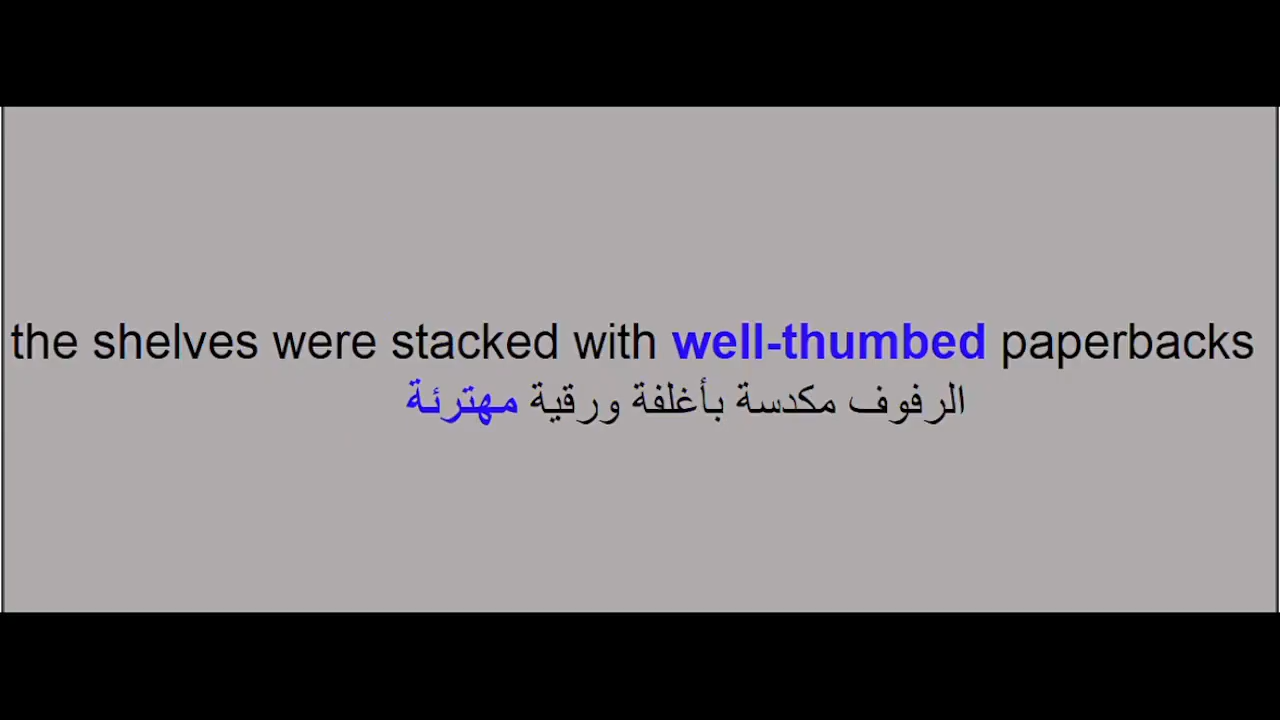 the shelves were stacked with well-thumbed paperbacks
الرفوف مكدسة بأغلفة ورقية مهترئة